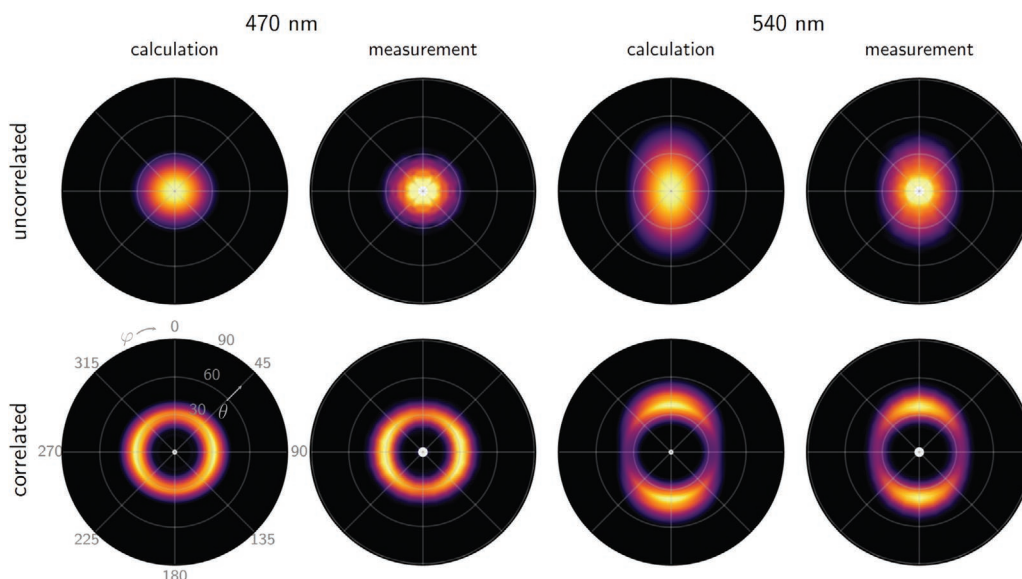 470 nm 540 nm
calculation measurement calculation measurement
uncorrelated
φ 0
315 90 45
60
30 θ
270 90
correlated
225 135
180